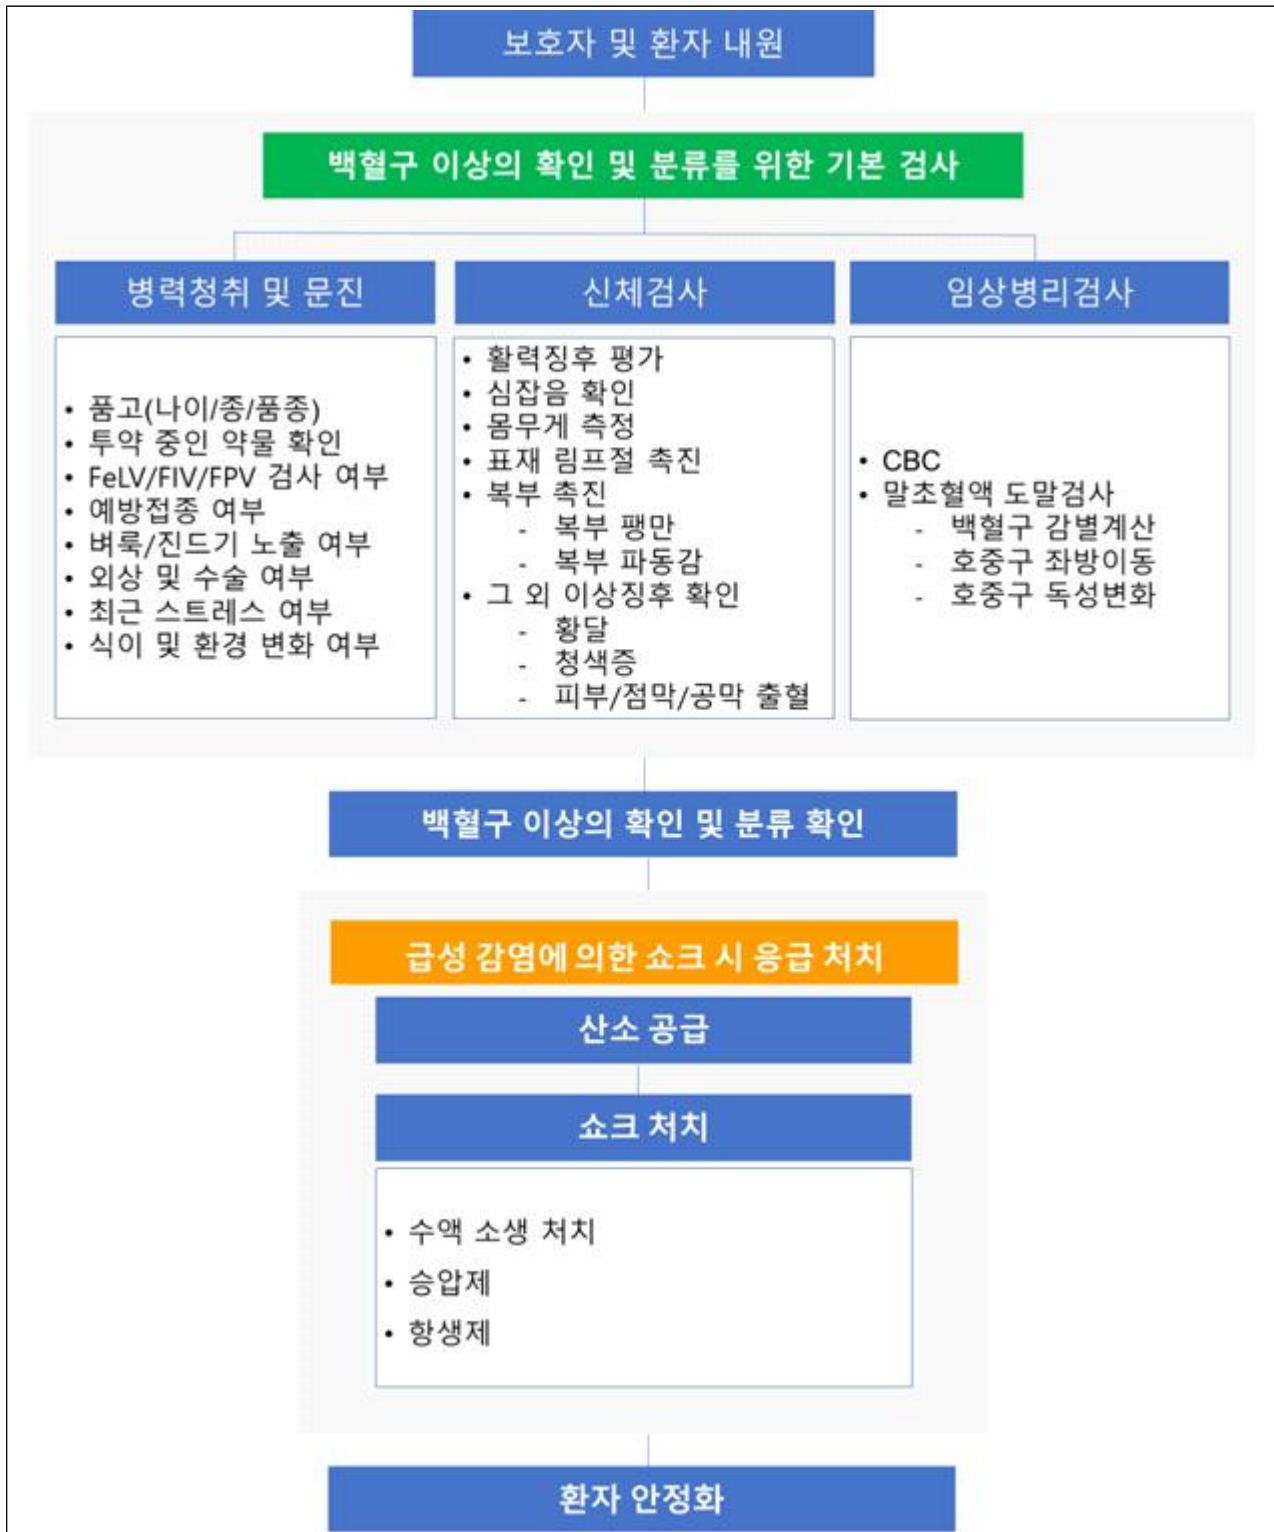 보호자 및 환자 내원
백혈구 이상의 확인 및 분류를 위한 기본 검사
병력청취 및 문진
• 품고(나이/종/품종)
• 투약 중인 약물 확인
• FeLV/FIV/FPV 검사 여부
• 예방접종 여부
• 벼룩/진드기 노출 여부
• 외상 및 수술 여부
• 최근 스트레스 여부
• 식이 및 환경 변화 여부
신체검사
• 활력징후 평가
• 심잡음 확인
• 몸무게 측정
• 표재 림프절 촉진
• 복부 촉진
- 복부 팽만
- 복부 파동감
• 그 외 이상징후 확인
- 황달
- 청색증
- 피부/점막/공막 출혈
임상병리검사
• CBC
• 말초혈액 도말검사
- 백혈구 감별계산
- 호중구 좌방이동
- 호중구 독성변화
백혈구 이상의 확인 및 분류 확인
급성 감염에 의한 쇼크 시 응급 처치
산소 공급
쇼크 처치
• 수액 소생 처치
• 승압제
• 항생제
환자 안정화